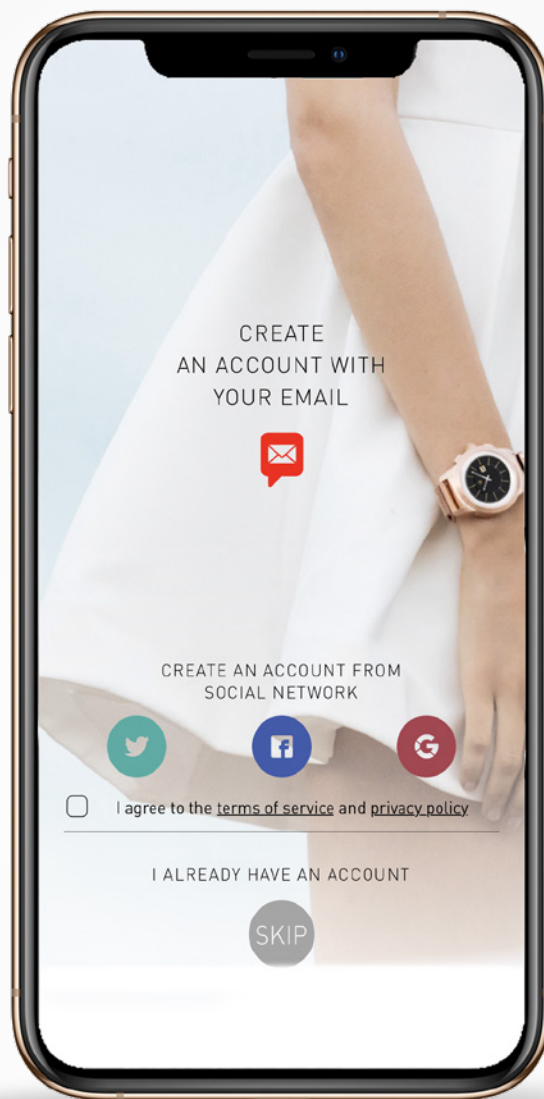 CREATE
AN ACCOUNT WITH
YOUR EMAIL
CREATE AN ACCOUNT FROM
SOCIAL NETWORK
I agree to the terms of service and privacy policy
I ALREADY HAVE AN ACCOUNT
SKIP